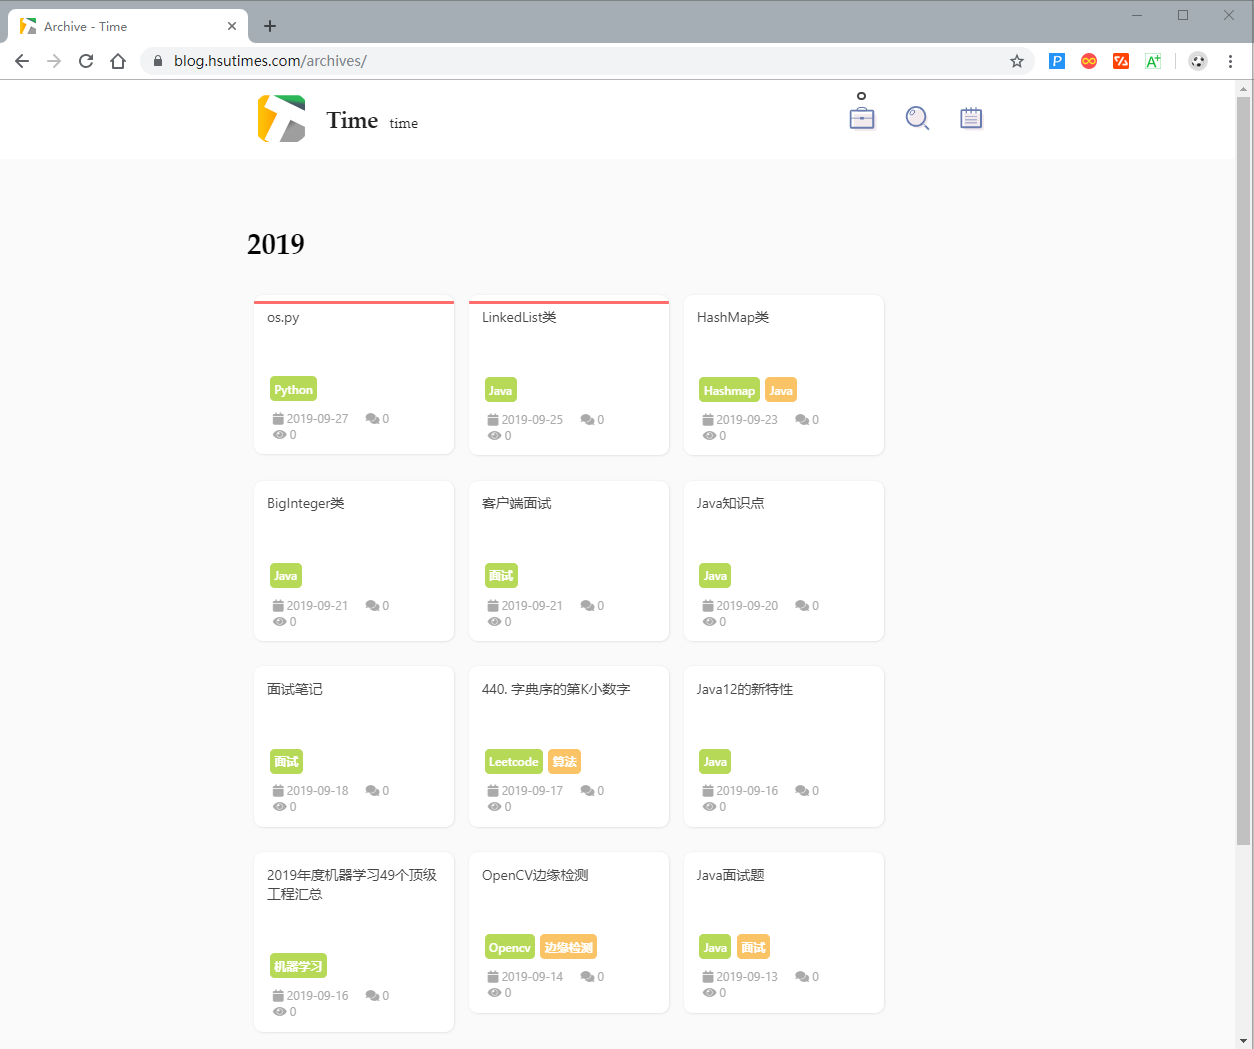 Archive - Time
blog.hsutimes.com/archives/
Time time
2019
os.py
Python
2019-09-27 0
0
LinkedList类
Java
2019-09-25 0
0
HashMap类
Hashmap Java
2019-09-23 0
0
BigInteger类
Java
2019-09-21 0
0
客户端面试
面试
2019-09-21 0
0
Java知识点
Java
2019-09-20 0
0
面试笔记
面试
2019-09-18 0
0
440. 字典序的第K小数字
Leetcode 算法
2019-09-17 0
0
Java12的新特性
Java
2019-09-16 0
0
2019年度机器学习49个顶级
工程汇总
机器学习
2019-09-16 0
0
OpenCV边缘检测
Opencv 边缘检测
2019-09-14 0
0
Java面试题
Java 面试
2019-09-13 0
0